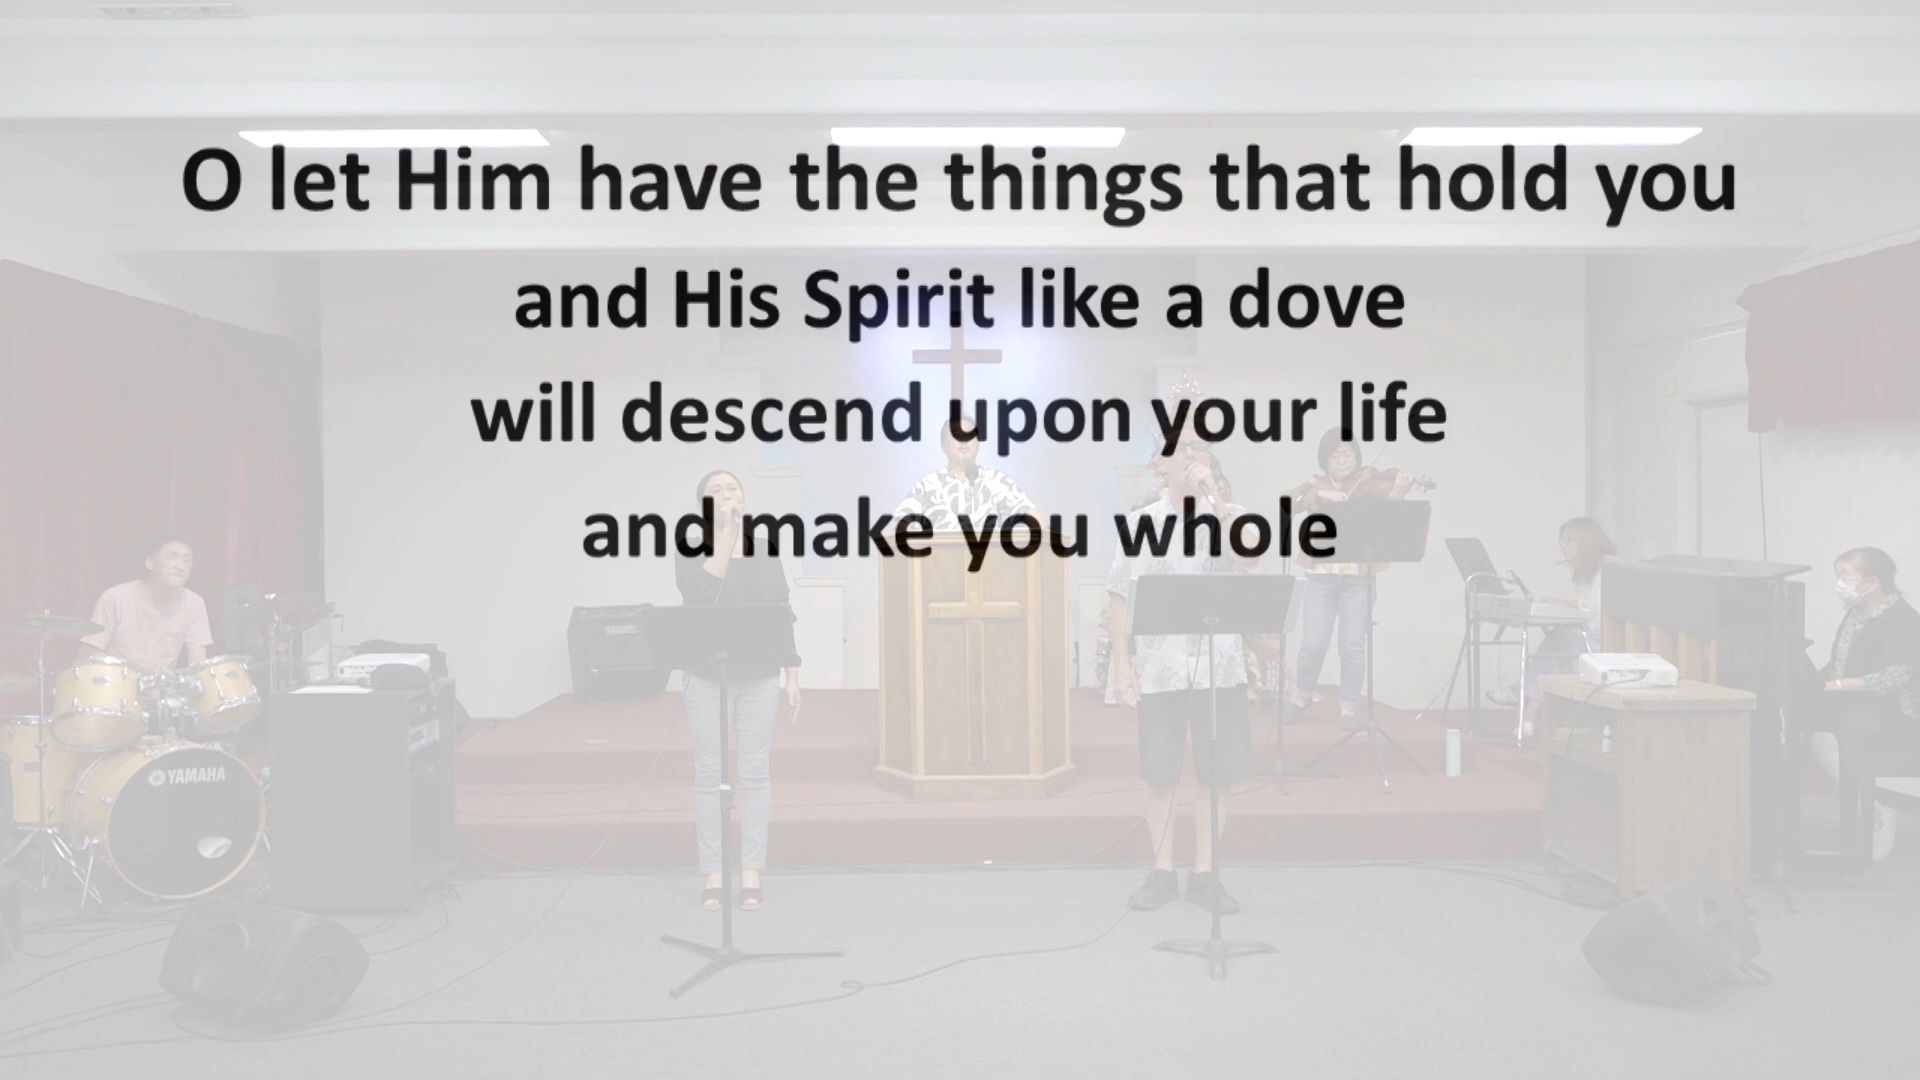 O let Him have the things that hold you
and His Spirit like a dove
will descend upon your life
and make you whole
YAMAHA